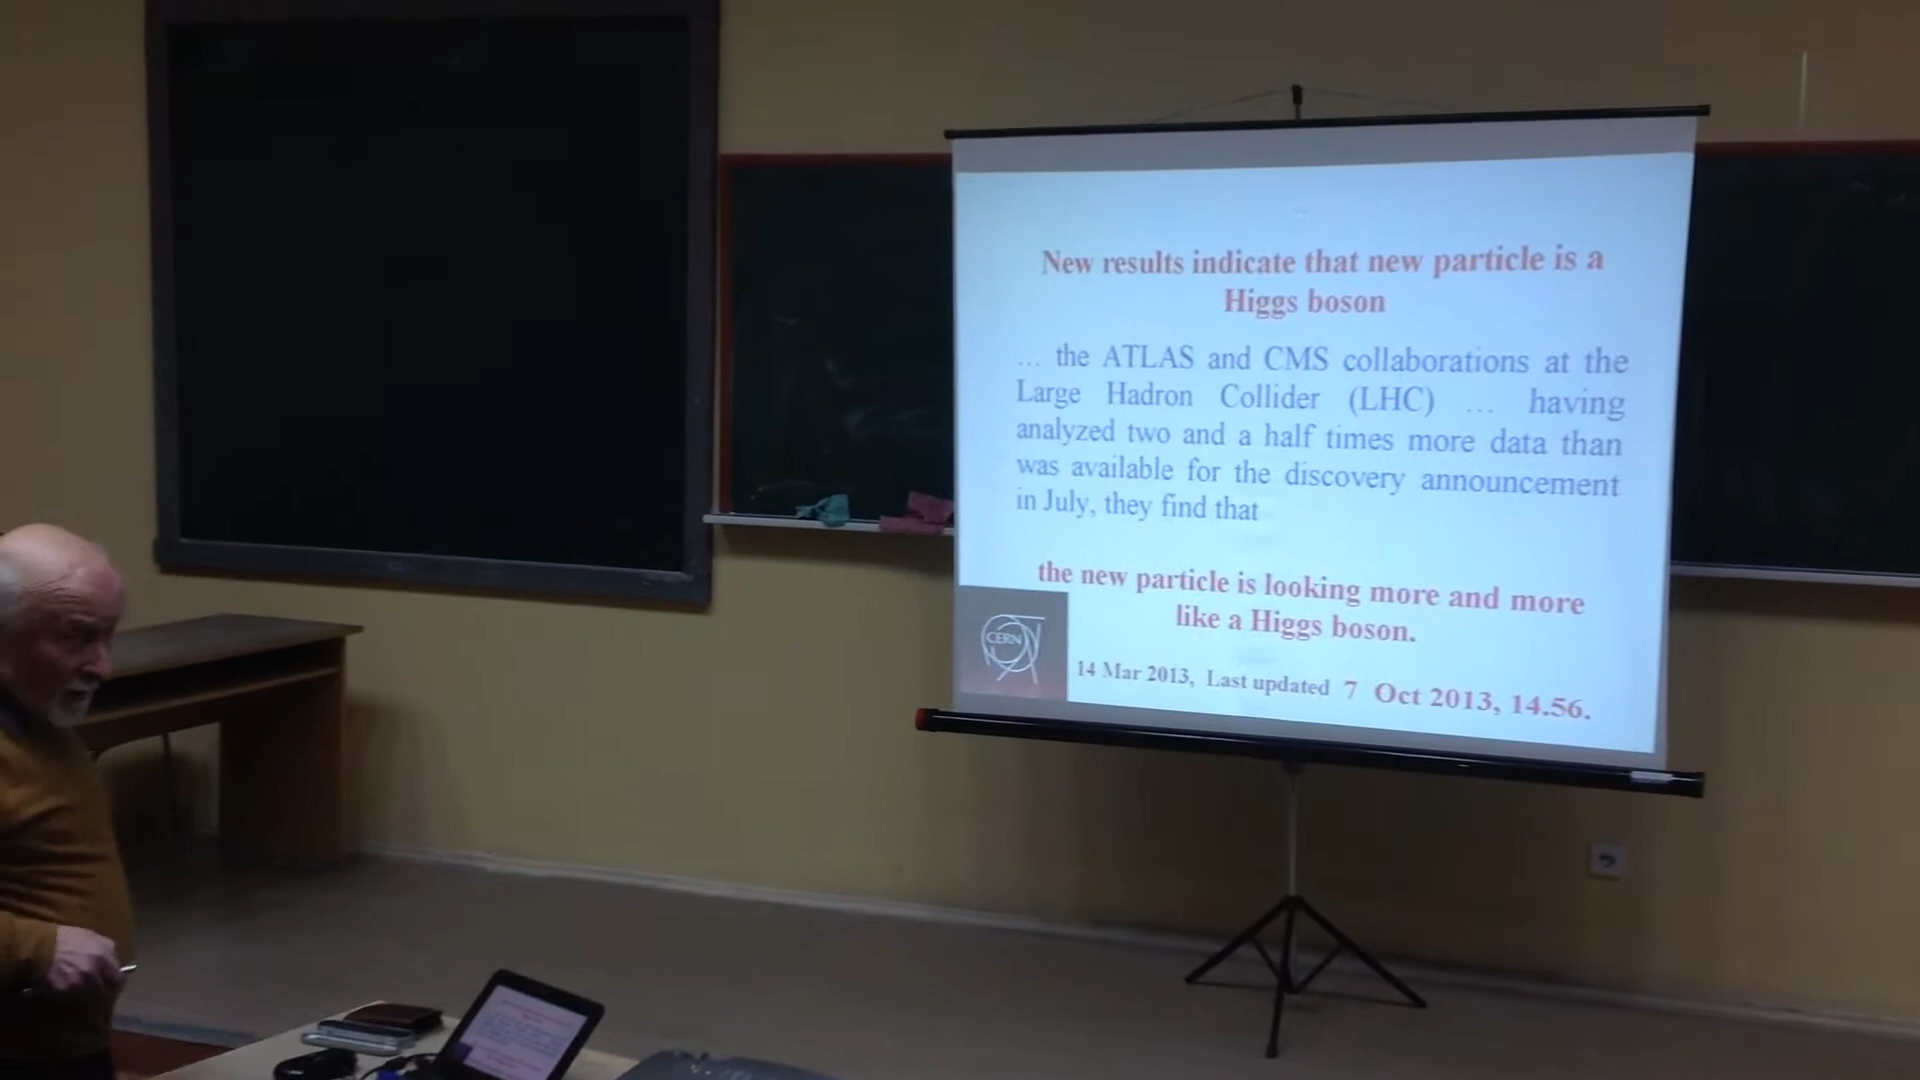 New results indicate that new particle is a
Higgs boson
... the ATLAS and CMS collaborations at the
Large Hadron Collider (LHC) ... having
analyzed two and a half times more data than
was available for the discovery announcement
in July, they find that
the new particle is looking more and more
like a Higgs boson.
CERN
14 Mar 2013, Last updated 7 Oct 2013, 14.56.